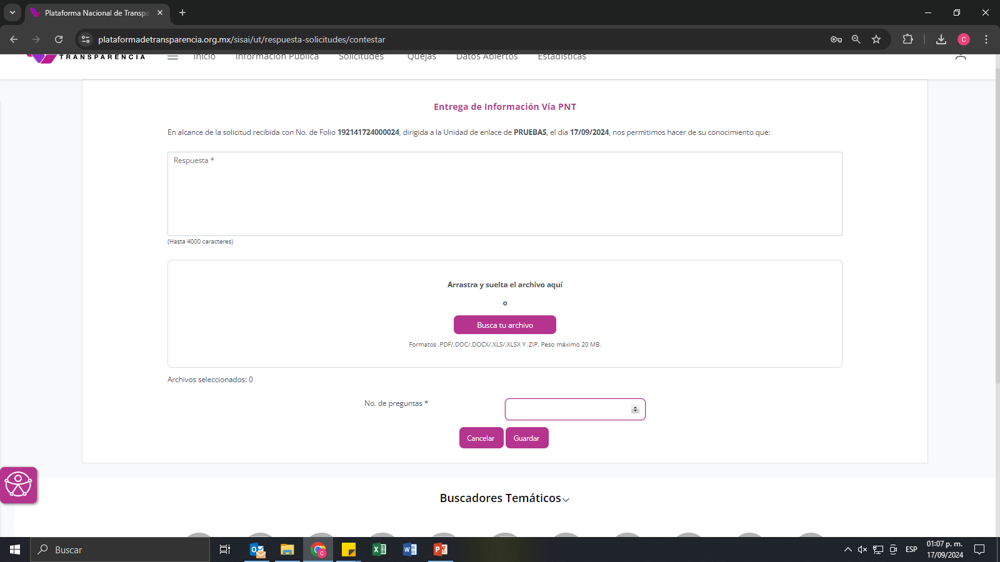 Plataforma Nacional de Transpa
plataformadetransparencia.org.mx/sisai/ut/respuesta-solicitudes/contestar
C
TRANSPARENCIA
Inicio
Información Pública
Solicitudes
Quejas
Datos Abiertos
Estadísticas
Entrega de Información Vía PNT
En alcance de la solicitud recibida con No. de Folio 192141724000024, dirigida a la Unidad de enlace de PRUEBAS, el día 17/09/2024, nos permitimos hacer de su conocimiento que:
Respuesta *
(Hasta 4000 caracteres)
Arrastra y suelta el archivo aquí
o
Busca tu archivo
Formatos .PDF/.DOC/.DOCX/.XLS/.XLSX Y .ZIP. Peso máximo 20 MB.
Archivos seleccionados: 0
No. de preguntas *
Cancelar
Guardar
Buscadores Temáticos
Buscar
ESP
01:07 p. m.
17/09/2024